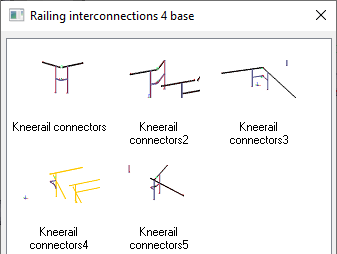 Railing interconnections 4 base
Kneerail connectors
Kneerail
connectors2
Kneerail
connectors3
Kneerail
connectors4
Kneerail
connectors5